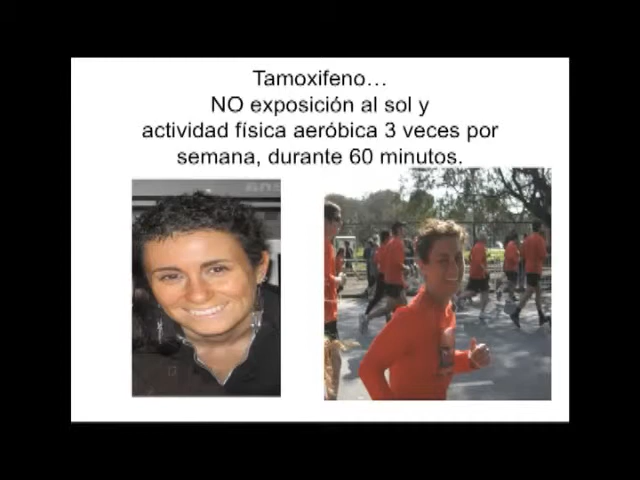 Tamoxifeno…
NO exposición al sol y
actividad física aeróbica 3 veces por
semana, durante 60 minutos.